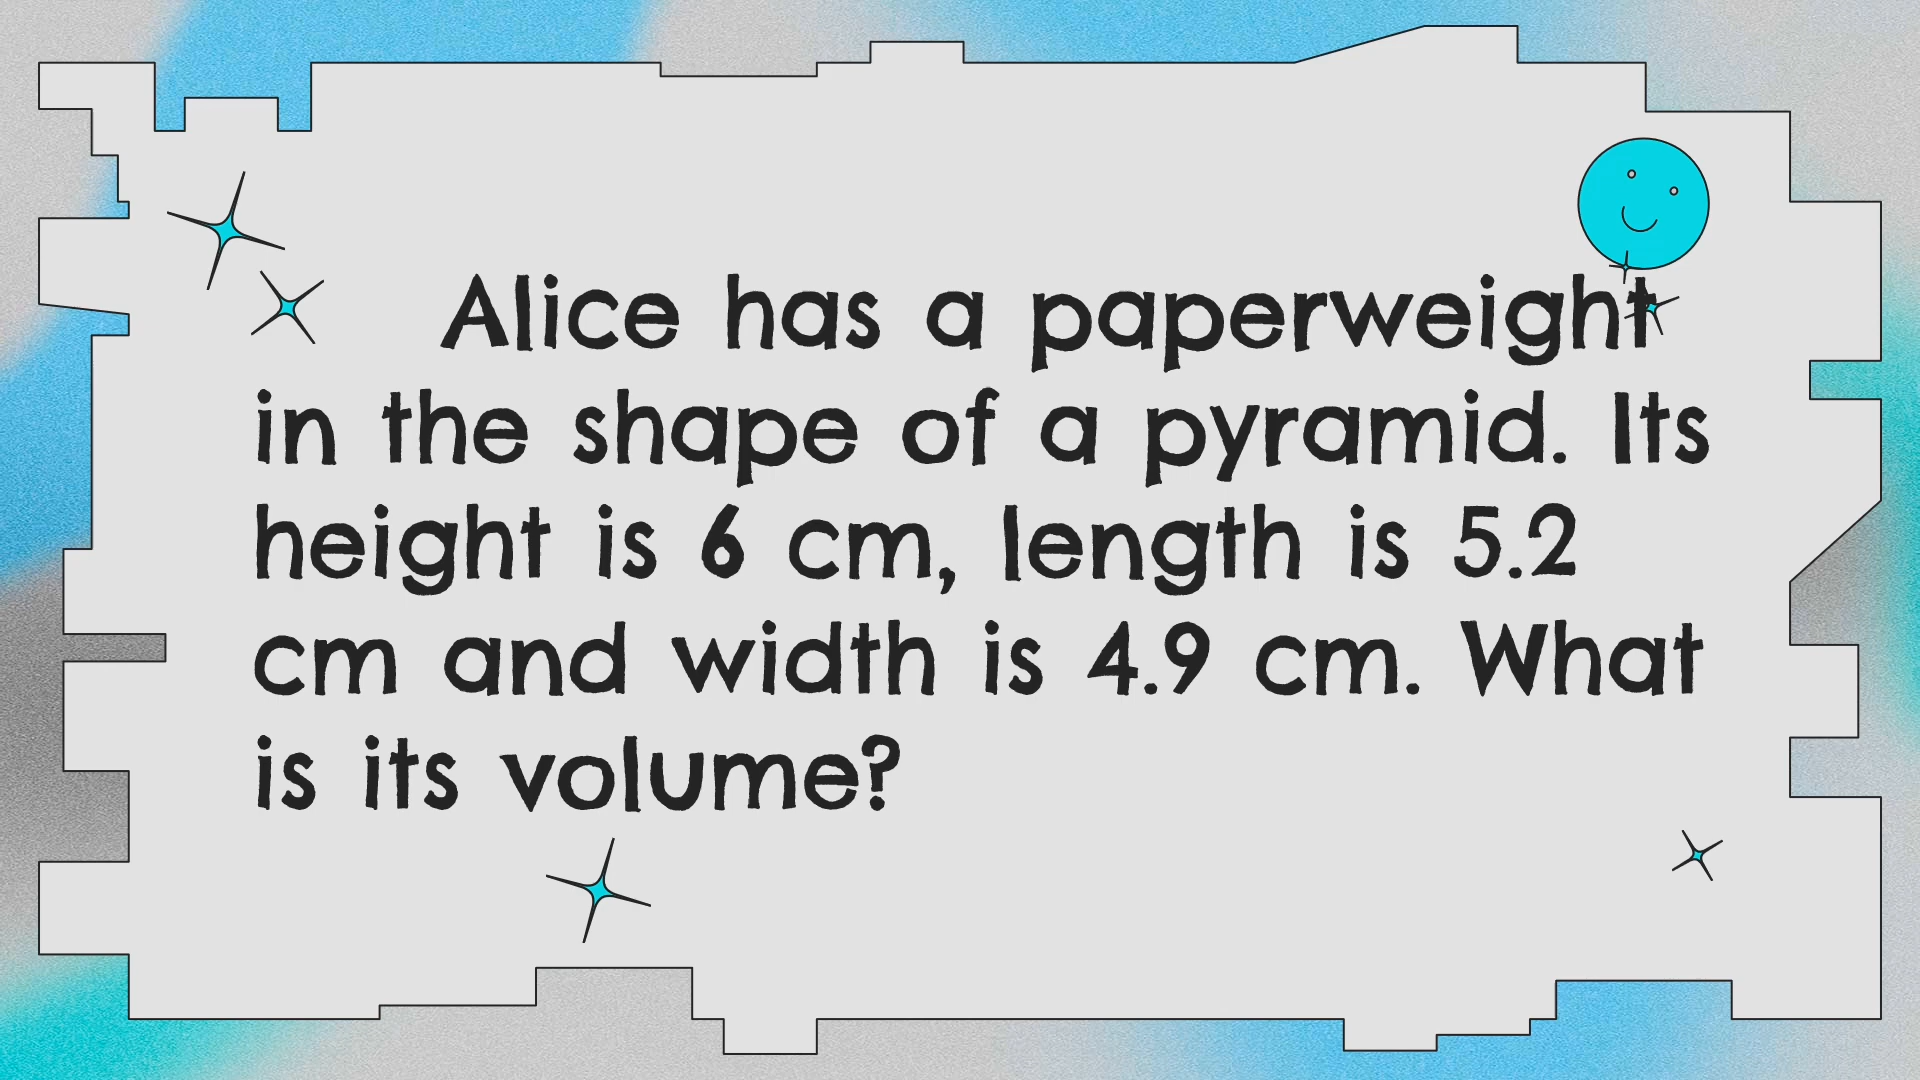 Alice has a paperweight
in the shape of a pyramid. Its
height is 6 cm, length is 5.2
cm and width is 4.9 cm. What
is its volume?